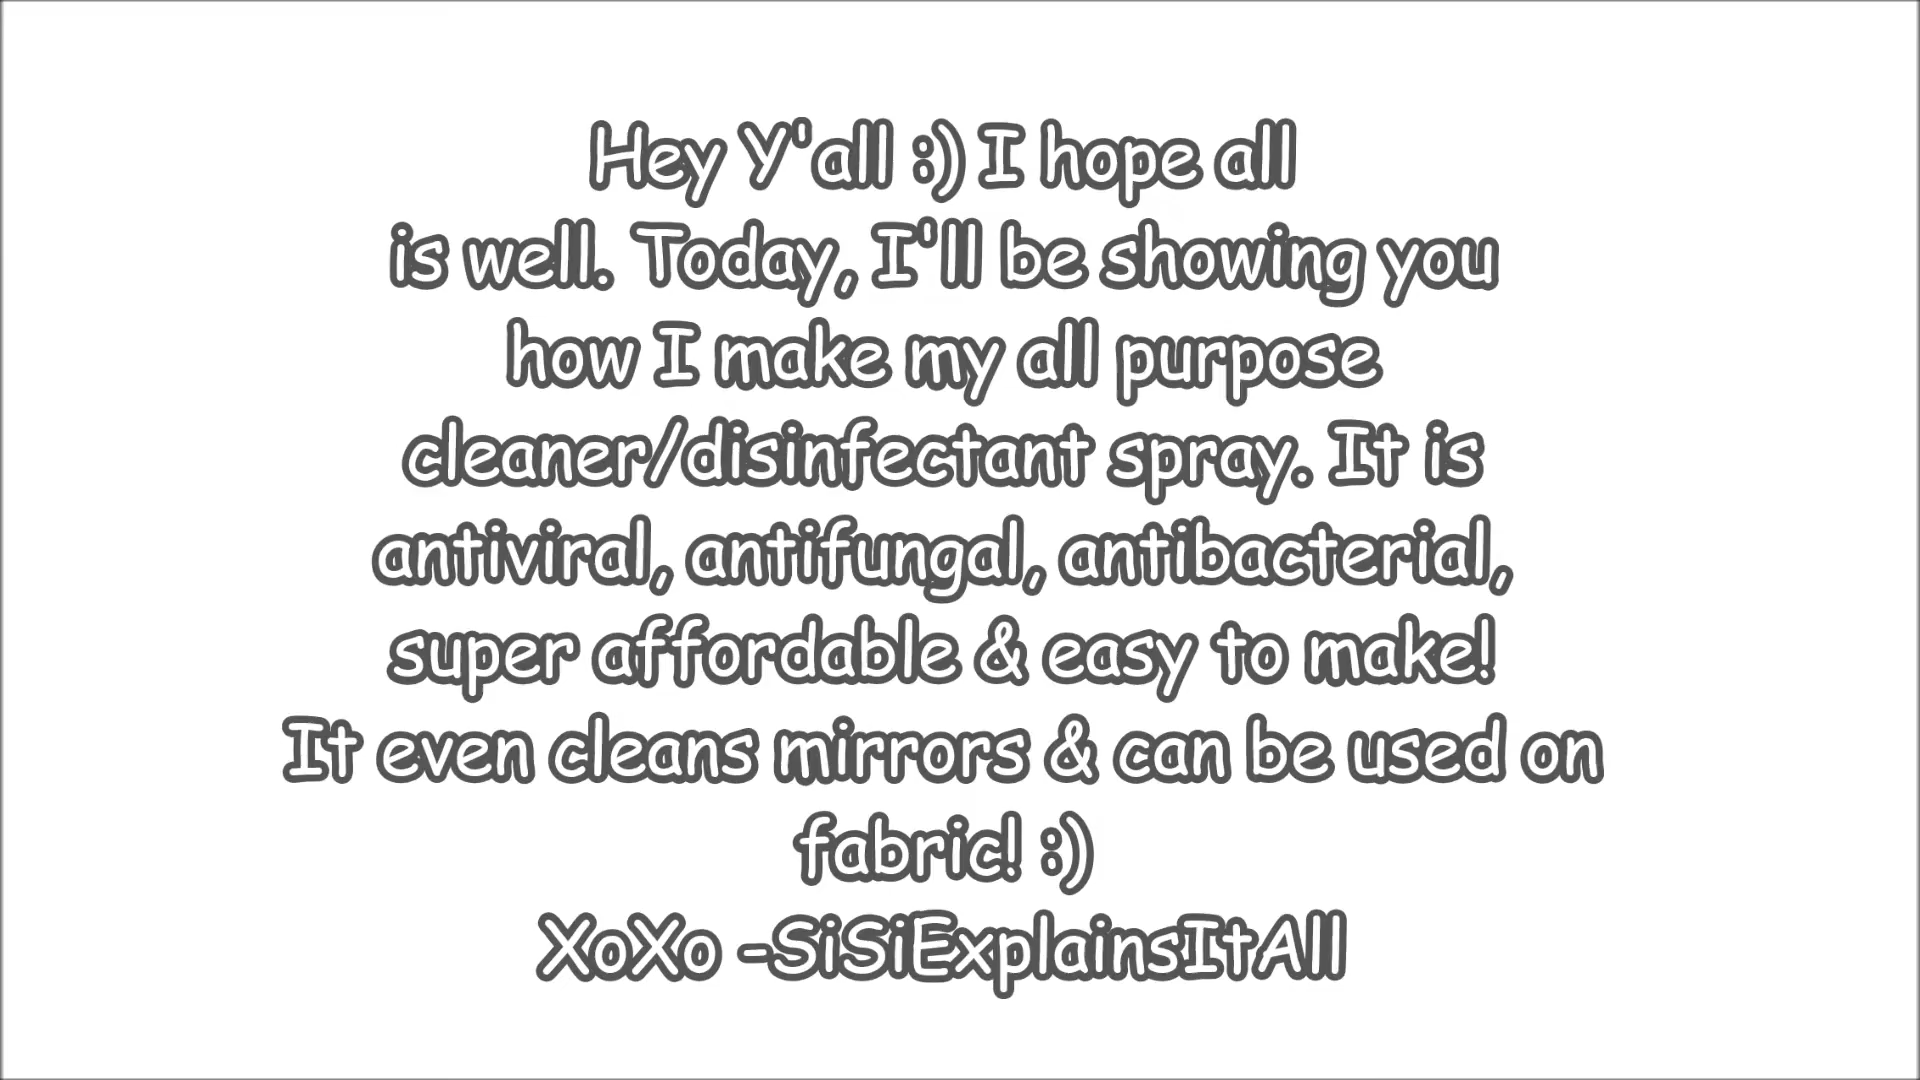 Hey Y'all :) I hope all
is well. Today, I'll be showing you
how I make my all purpose
cleaner/disinfectant spray. It is
antiviral, antifungal, antibacterial,
super affordable & easy to make!
It even cleans mirrors & can be used on
fabric! :)
XoXo -SiSiExplainsItAll